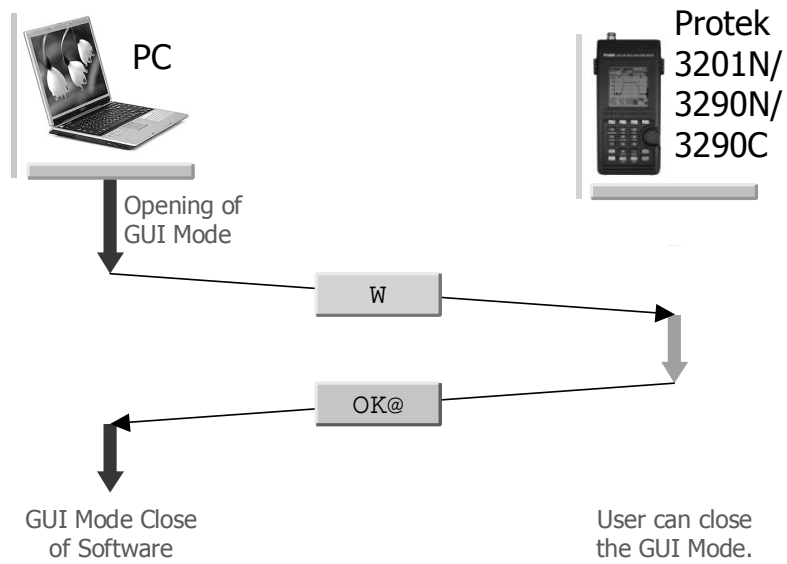 PC
Protek
3201N/
3290N/
3290C
Opening of
GUI Mode
W
OK@
GUI Mode Close
of Software
User can close
the GUI Mode.